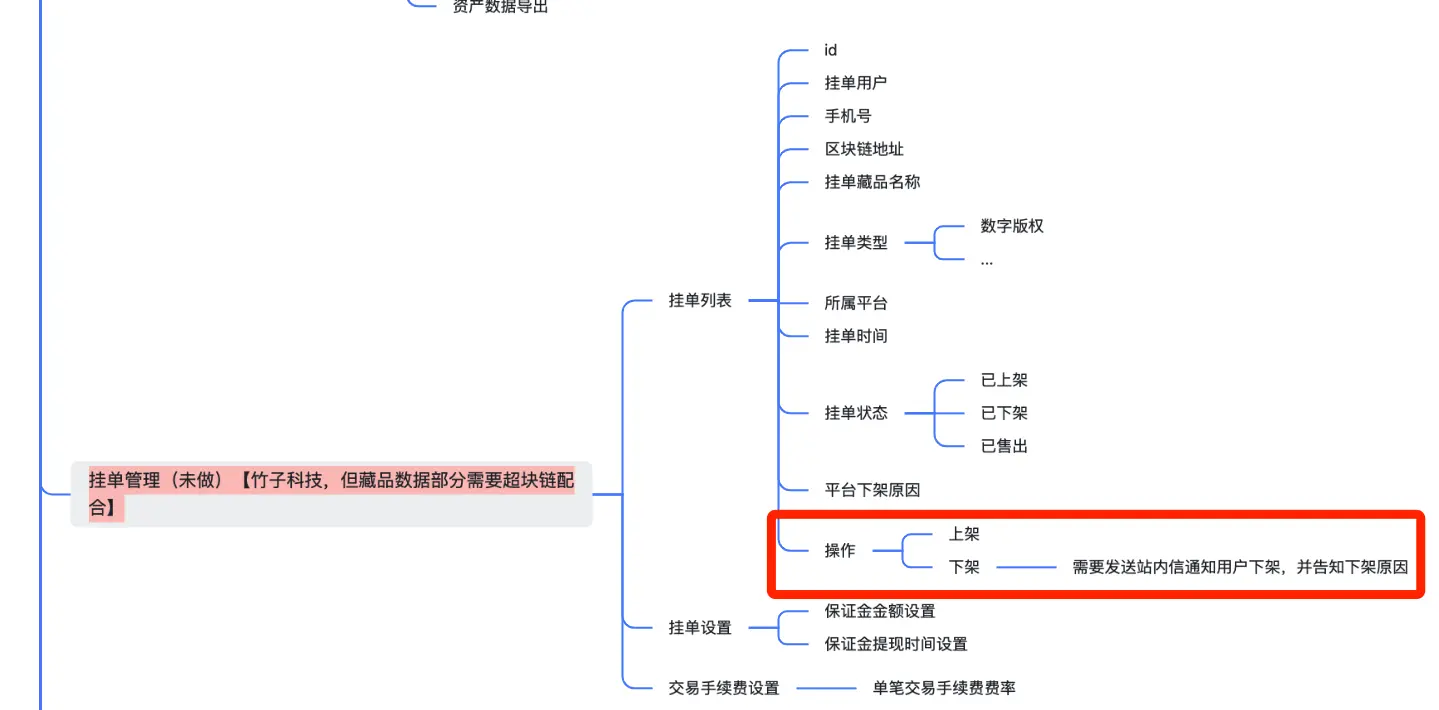 资产数据导出
id
挂单用户
手机号
区块链地址
挂单藏品名称
挂单类型
数字版权
...
挂单列表
所属平台
挂单时间
挂单状态
已上架
已下架
已售出
挂单管理（未做）【竹子科技，但藏品数据部分需要超块链配
合】
平台下架原因
操作
上架
下架
需要发送站内信通知用户下架，并告知下架原因
挂单设置
保证金金额设置
保证金提现时间设置
交易手续费设置
单笔交易手续费费率